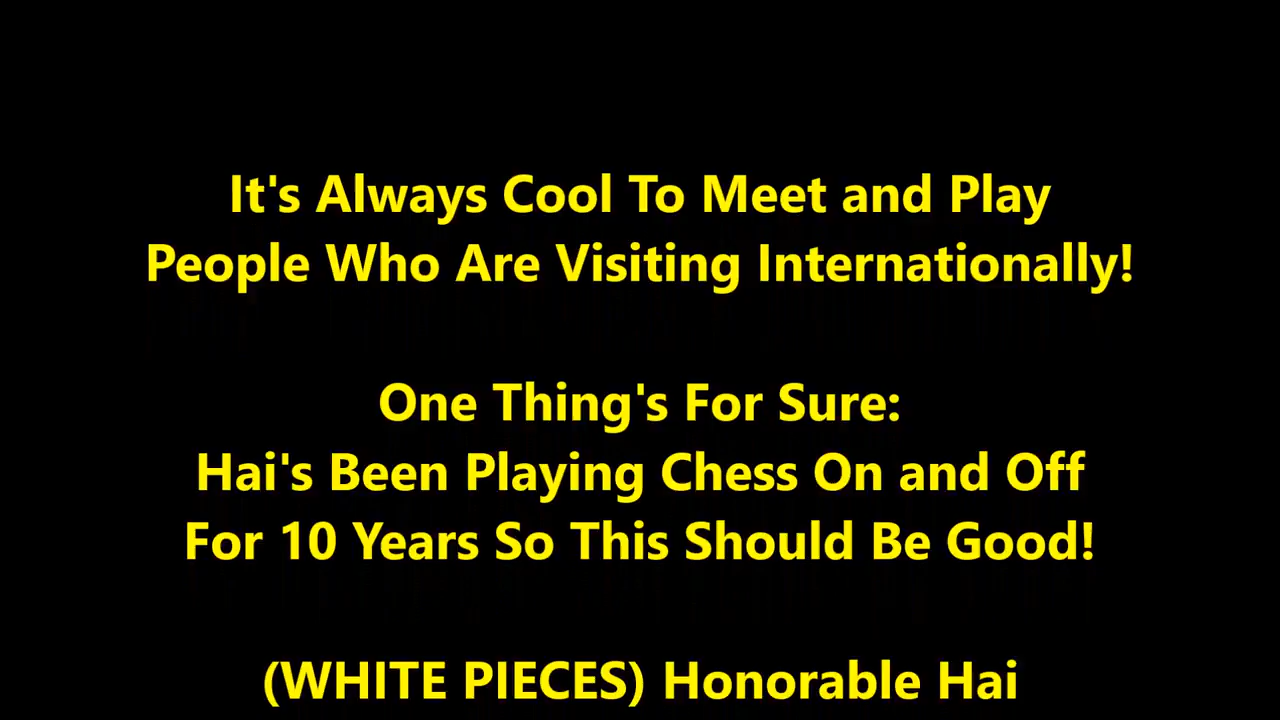 It's Always Cool To Meet and Play
People Who Are Visiting Internationally!
One Thing's For Sure:
Hai's Been Playing Chess On and Off
For 10 Years So This Should Be Good!
(WHITE PIECES) Honorable Hai